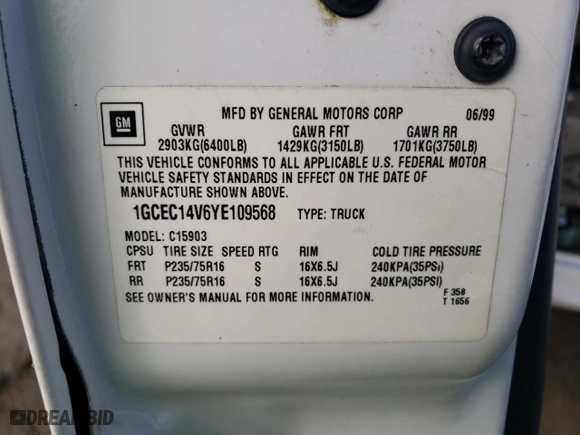 GM
MFD BY GENERAL MOTORS CORP 06/99
GVWR GAWR FRT GAWR RR
2903KG(6400LB) 1429KG(3150LB) 1701KG(3750LB)
THIS VEHICLE CONFORMS TO ALL APPLICABLE U.S. FEDERAL MOTOR
VEHICLE SAFETY STANDARDS IN EFFECT ON THE DATE OF
MANUFACTURE SHOWN ABOVE.
1GCEC14V6YE109568 TYPE: TRUCK
MODEL: C15903
CPSU TIRE SIZE SPEED RTG RIM COLD TIRE PRESSURE
FRT P235/75R16 S 16X6.5J 240KPA(35PSI)
RR P235/75R16 S 16X6.5J 240KPA(35PSI)
SEE OWNER'S MANUAL FOR MORE INFORMATION.
F 358
T 1656
DREAM BID